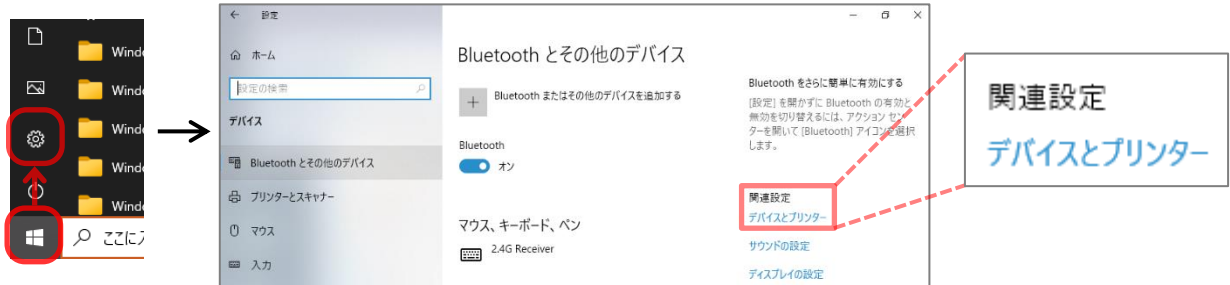 Windo
Windo
Windo
Windo
Windo
ここに入
← 設定
ホーム
設定の検索
デバイス
Bluetooth とその他のデバイス
プリンターとスキャナー
マウス
入力
Bluetooth とその他のデバイス
Bluetooth またはその他のデバイスを追加する
Bluetooth
オン
マウス、キーボード、ペン
2.4G Receiver
Bluetooth をさらに簡単に有効にする
[設定] を開かずに Bluetooth の有効と
無効を切り替えるには、アクション セン
ターを開いて [Bluetooth] アイコンを選択
します。
関連設定
デバイスとプリンター
サウンドの設定
ディスプレイの設定
関連設定
デバイスとプリンター